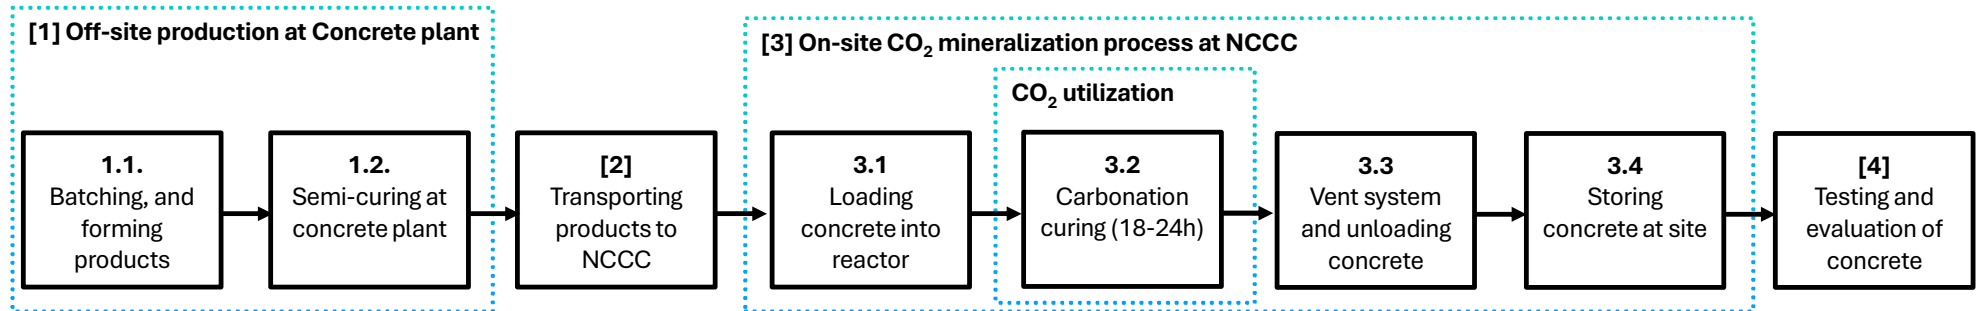 [1] Off-site production at Concrete plant
1.1.
Batching, and
forming
products
1.2.
Semi-curing at
concrete plant
[2]
Transporting
products to
NCCC
[3] On-site CO₂ mineralization process at NCCC
3.1
Loading
concrete into
reactor
CO₂ utilization
3.2
Carbonation
curing (18-24h)
3.3
Vent system
and unloading
concrete
3.4
Storing
concrete at site
[4]
Testing and
evaluation of
concrete